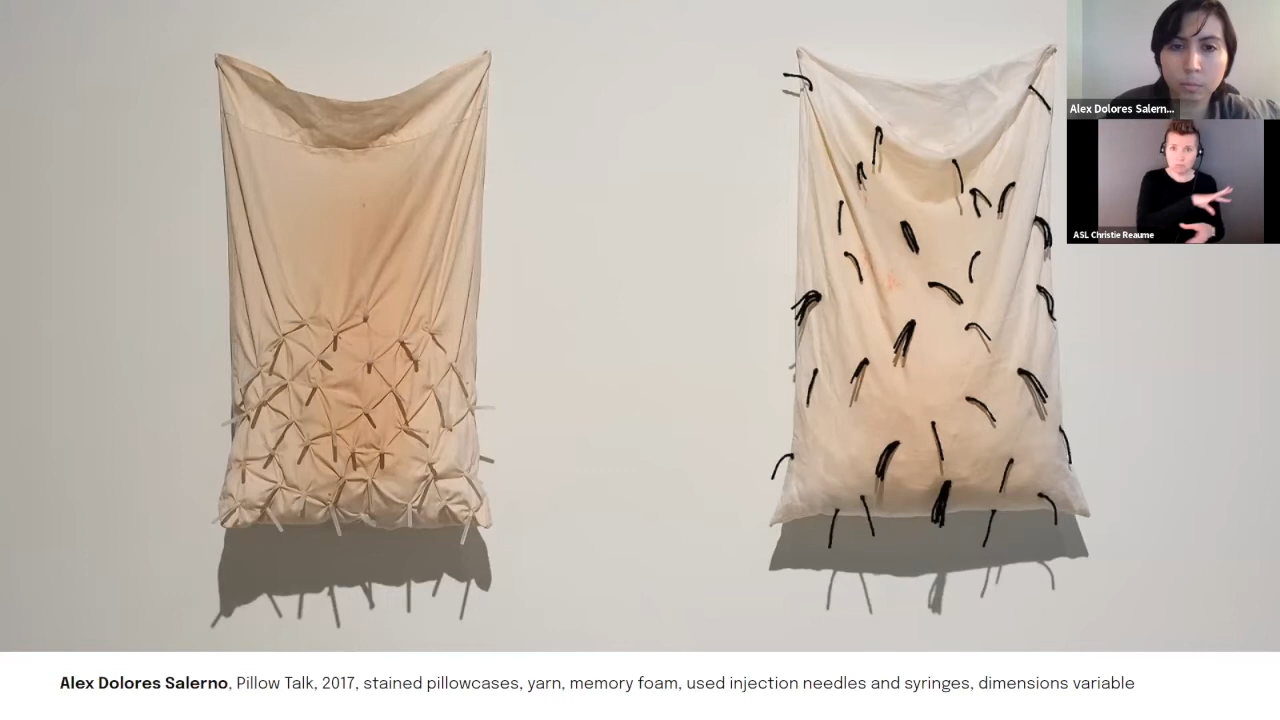 Alex Dolores Salern...
ASL Christie Reaume
Alex Dolores Salerno, Pillow Talk, 2017, stained pillowcases, yarn, memory foam, used injection needles and syringes, dimensions variable